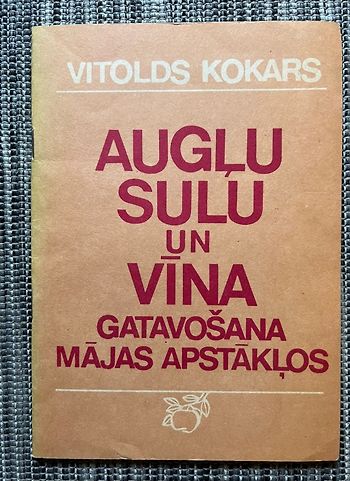 VITOLDS KOKARS
AUGĻU
SULU
UN
VĪNA
GATAVOŠANA
MĀJAS APSTĀKĻOS